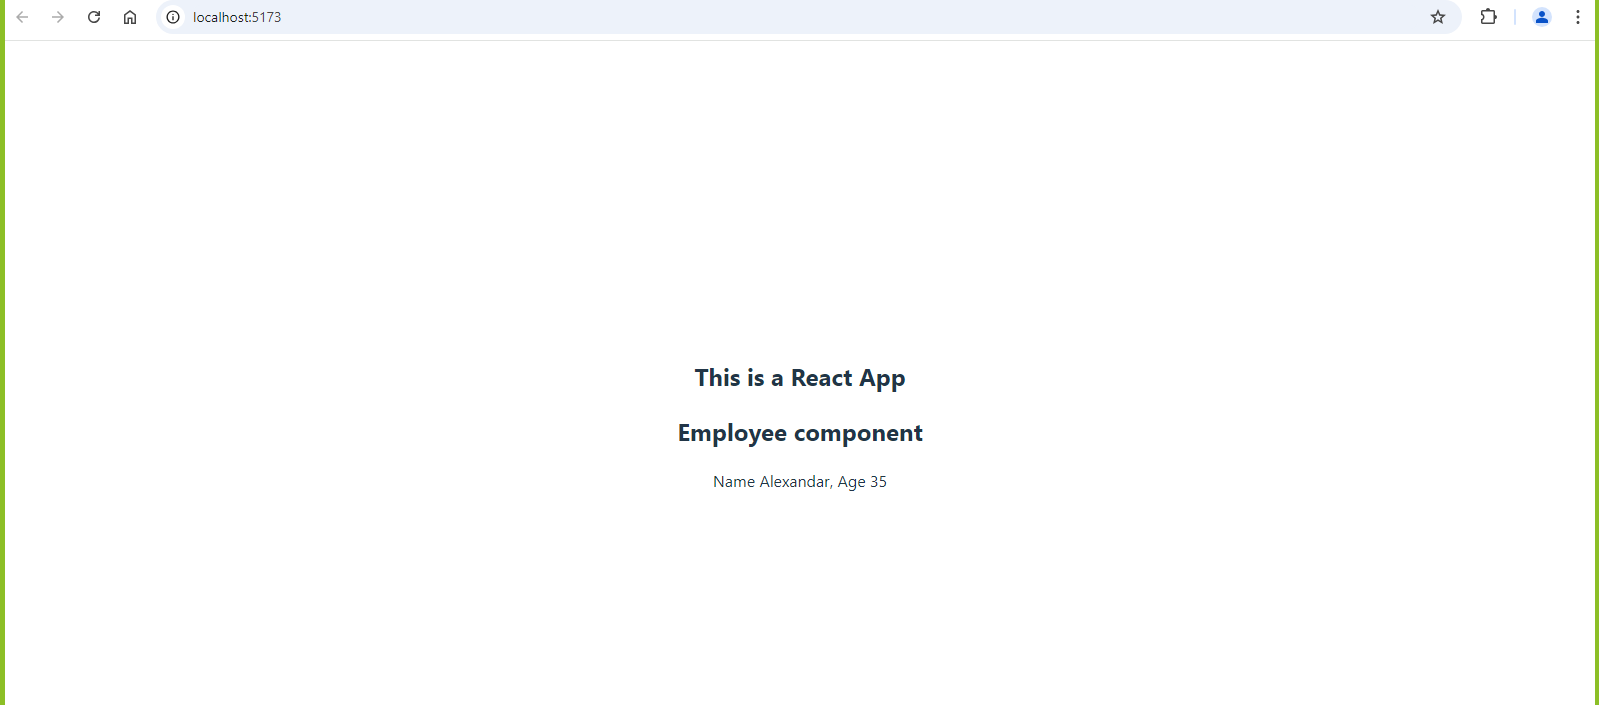 localhost:5173
This is a React App
Employee component
Name Alexandar, Age 35